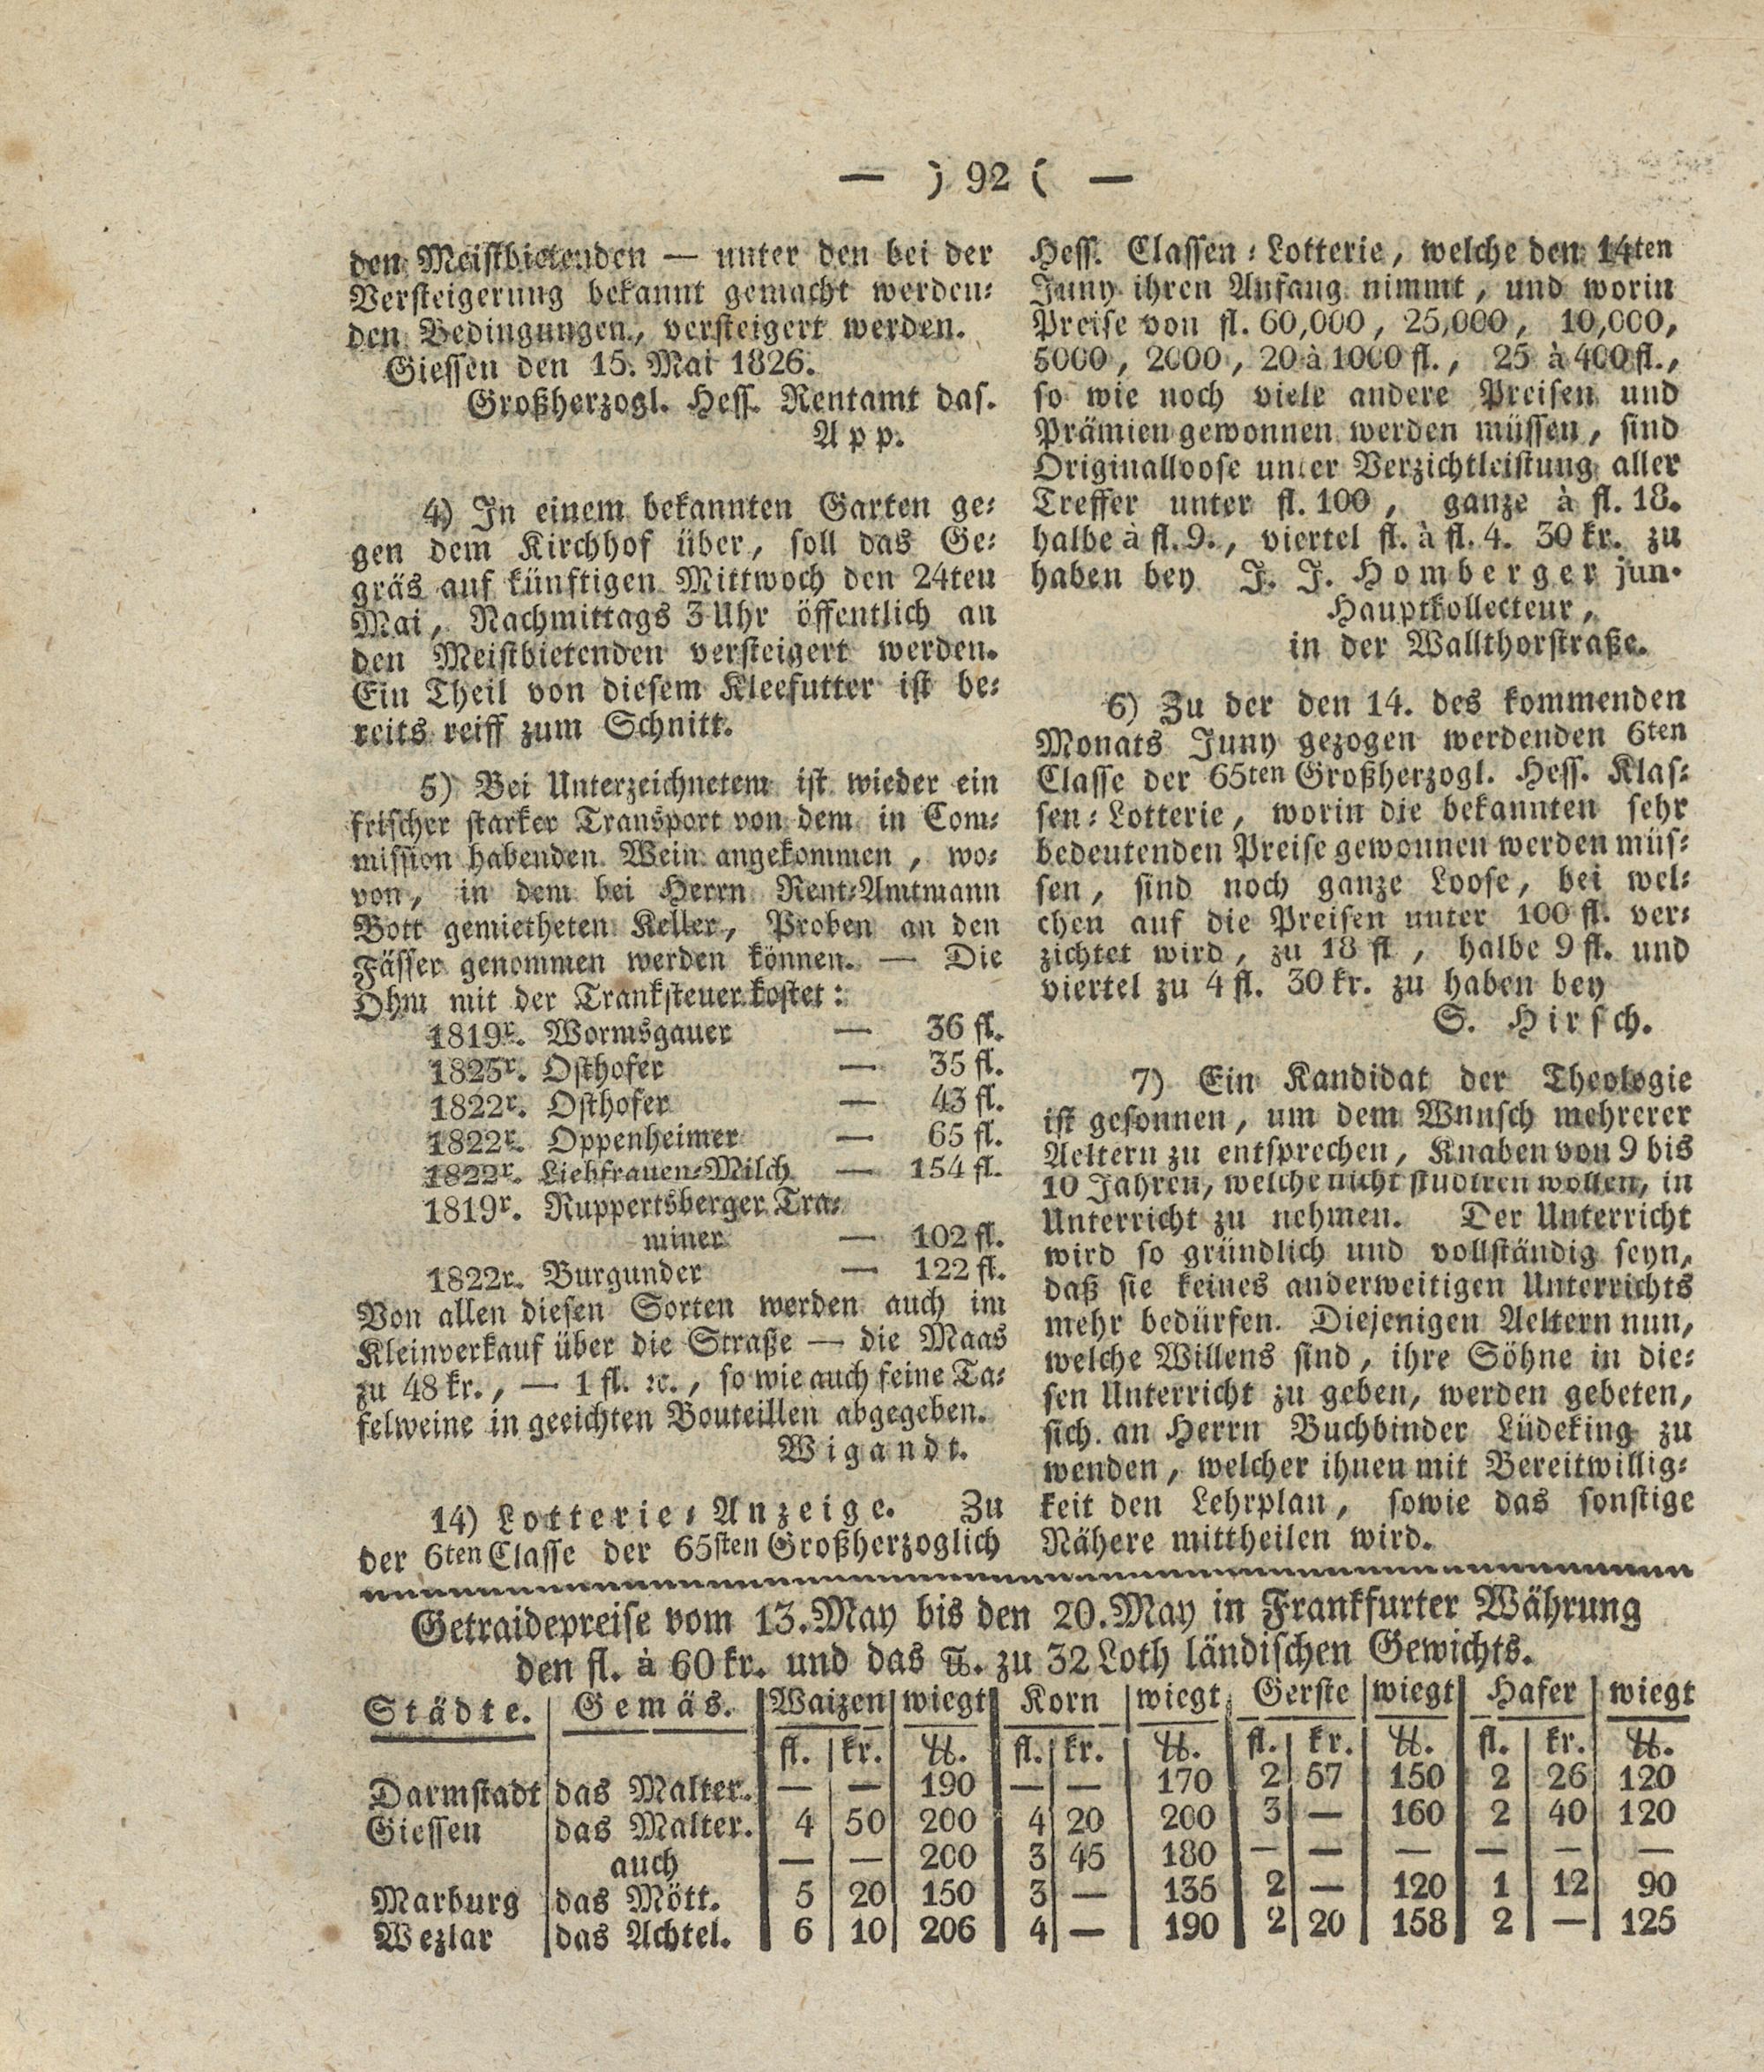 — ) 92 ( —
den Meistbietenden — unter den bei der
Versteigerung bekannt gemacht werden-
den Bedingungen, versteigert werden.
Giessen den 15. Mai 1826.
Großherzogl. Hess. Rentamt das.
App.
4) In einem bekannten Garten ge-
gen dem Kirchhof über, soll das Ge-
gräs auf künftigen Mittwoch den 24ten
Mai, Nachmittags 3 Uhr öffentlich an
den Meistbietenden versteigert werden.
Ein Theil von diesem Kleefutter ist be-
reits reiff zum Schnitt.
5) Bei Unterzeichnetem ist wieder ein
frischer starker Transport von dem in Com-
mission habenden Wein angekommen, wo-
von, in dem bei Herrn Rent-Amtmann
Bott gemietheten Keller, Proben an den
Fässer genommen werden können. — Die
Ohm mit der Tranksteuer kostet:
1819r. Wormsgauer — 36 fl.
1825r. Osthofer — 35 fl.
1822r. Osthofer — 43 fl.
1822r. Oppenheimer — 65 fl.
1822r. Liebfrauen-Milch — 154 fl.
1819r. Ruppertsberger Tra-
miner — 102 fl.
1822r. Burgunder — 122 fl.
Von allen diesen Sorten werden auch im
Kleinverkauf über die Straße — die Maas
zu 48 kr., — 1 fl. ꝛc., so wie auch feine Ta-
felweine in geeichten Bouteillen abgegeben.
Wigandt.
14) Lotterie-Anzeige. Zu
der 6ten Classe der 65sten Großherzoglich
Hess. Classen-Lotterie, welche den 14ten
Juny ihren Anfang nimmt, und worin
Preise von fl. 60,000, 25,000, 10,000,
5000, 2000, 20 à 1000 fl., 25 à 400 fl.,
so wie noch viele andere Preisen und
Prämien gewonnen werden müssen, sind
Originalloose unter Verzichtleistung aller
Treffer unter fl. 100, ganze à fl. 18.
halbe à fl. 9., viertel fl. à fl. 4. 30 kr. zu
haben bey J. J. Homberger jun.
Hauptkollecteur,
in der Wallthorstraße.
6) Zu der den 14. des kommenden
Monats Juny gezogen werdenden 6ten
Classe der 65ten Großherzogl. Hess. Klas-
sen-Lotterie, worin die bekannten sehr
bedeutenden Preise gewonnen werden müs-
sen, sind noch ganze Loose, bei wel-
chen auf die Preisen unter 100 fl. ver-
zichtet wird, zu 18 fl, halbe 9 fl. und
viertel zu 4 fl. 30 kr. zu haben bey
S. Hirsch.
7) Ein Kandidat der Theologie
ist gesonnen, um dem Wunsch mehrerer
Aeltern zu entsprechen, Knaben von 9 bis
10 Jahren, welche nicht studiren wollen, in
Unterricht zu nehmen. Der Unterricht
wird so gründlich und vollständig seyn,
daß sie keines anderweitigen Unterrichts
mehr bedürfen. Diejenigen Aeltern nun,
welche Willens sind, ihre Söhne in die-
sen Unterricht zu geben, werden gebeten,
sich an Herrn Buchbinder Lüdeking zu
wenden, welcher ihnen mit Bereitwillig-
keit den Lehrplan, sowie das sonstige
Nähere mittheilen wird.
Getraidepreise vom 13. May bis den 20. May in Frankfurter Währung
den fl. à 60 kr. und das ℔. zu 32 Loth ländischen Gewichts.
Städte. Gemäs. Waizen wiegt Korn wiegt Gerste wiegt Hafer wiegt
fl. kr. ℔. fl. kr. ℔. fl. kr. ℔. fl. kr. ℔.
Darmstadt das Malter. — — 190 — — 170 2 57 150 2 26 120
Giessen das Malter. 4 50 200 4 20 200 3 — 160 2 40 120
auch — — 200 3 45 180 — — — — — —
Marburg das Mött. 5 20 150 3 — 135 2 — 120 1 12 90
Wezlar das Achtel. 6 10 206 4 — 190 2 20 158 2 — 125